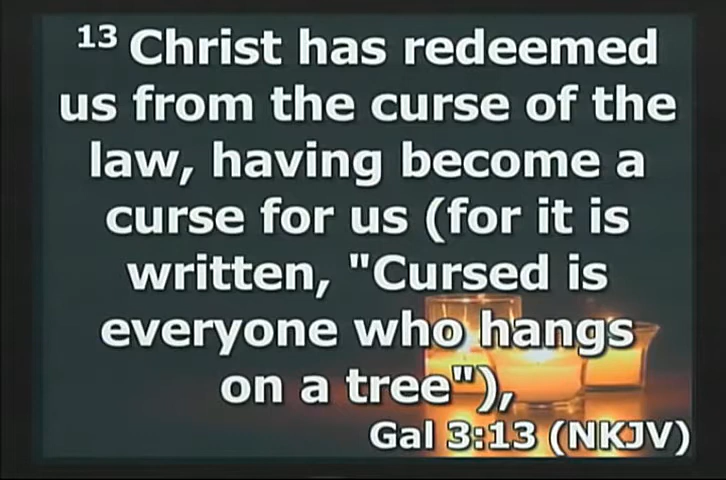 13 Christ has redeemed
us from the curse of the
law, having become a
curse for us (for it is
written, "Cursed is
everyone who hangs
on a tree"),
Gal 3:13 (NKJV)